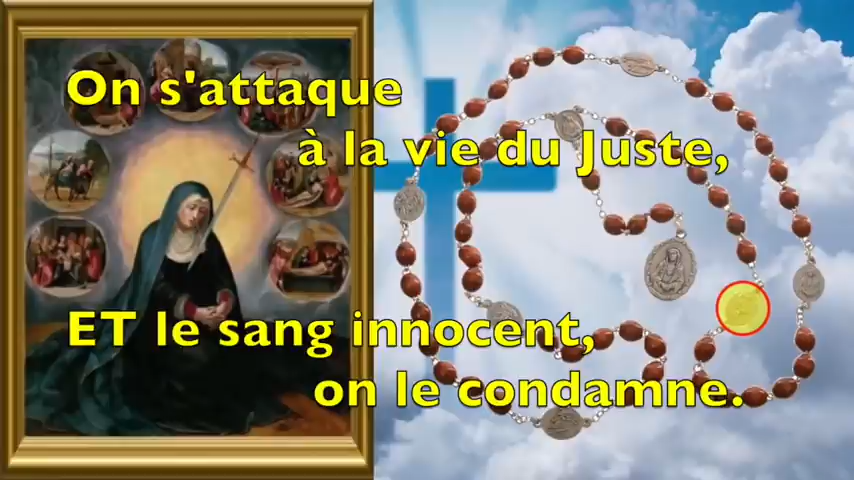 On s'attaque
à la vie du Juste,
ET le sang innocent,
on le condamne.